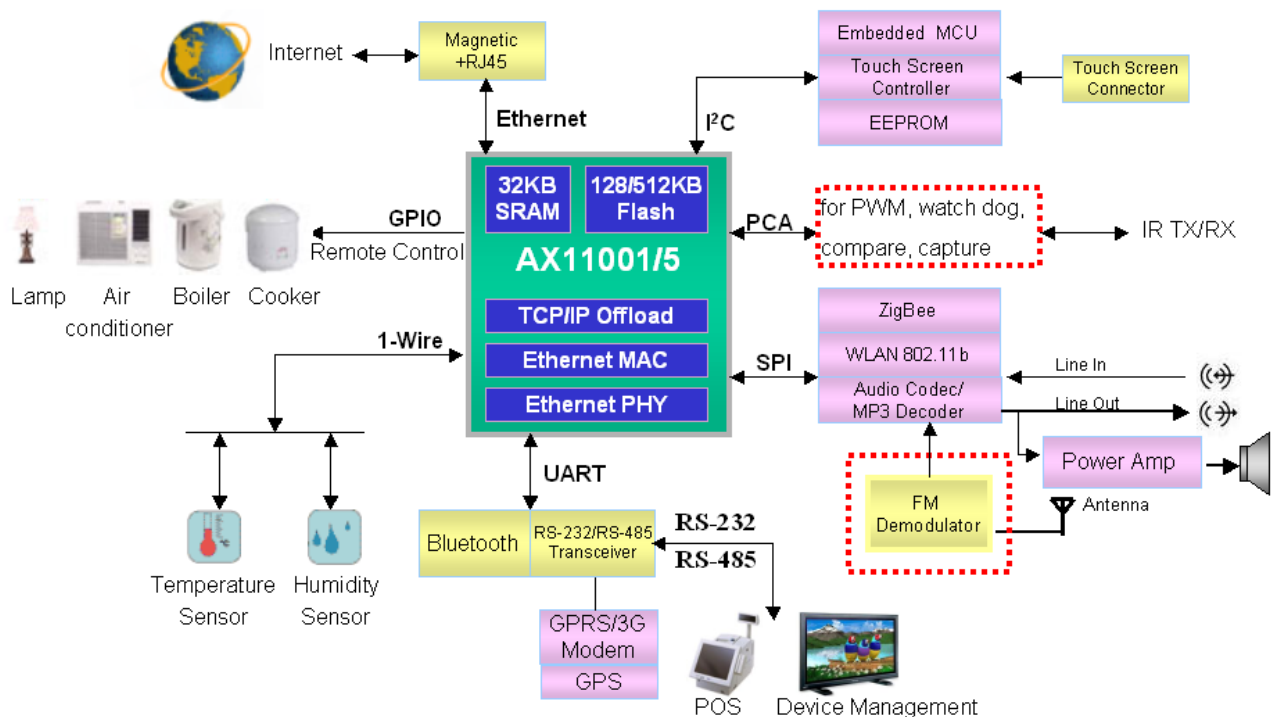 Internet
Magnetic
+RJ45
Ethernet
I²C
Embedded MCU
Touch Screen
Controller
EEPROM
Touch Screen
Connector
32KB
SRAM
128/512KB
Flash
AX11001/5
TCP/IP Offload
Ethernet MAC
Ethernet PHY
GPIO
Remote Control
Lamp
Air
conditioner
Boiler
Cooker
PCA
for PWM, watch dog,
compare, capture
IR TX/RX
1-Wire
Temperature
Sensor
Humidity
Sensor
SPI
ZigBee
WLAN 802.11b
Audio Codec/
MP3 Decoder
Line In
Line Out
Power Amp
FM
Demodulator
Antenna
UART
Bluetooth
RS-232/RS-485
Transceiver
RS-232
RS-485
GPRS/3G
Modem
GPS
POS
Device Management